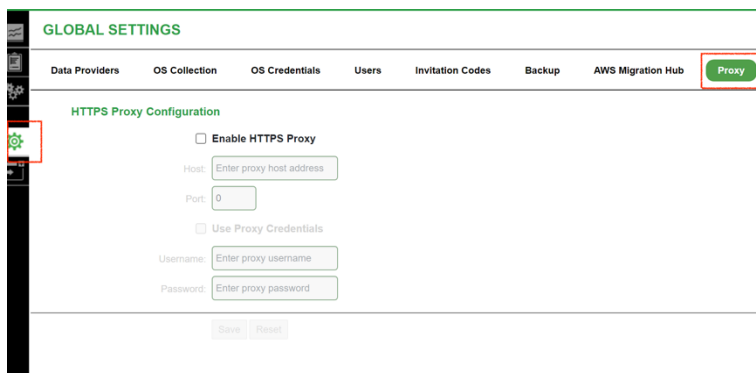 GLOBAL SETTINGS
Data Providers OS Collection OS Credentials Users Invitation Codes Backup AWS Migration Hub Proxy
HTTPS Proxy Configuration
Enable HTTPS Proxy
Host: Enter proxy host address
Port: 0
Use Proxy Credentials
Username: Enter proxy username
Password: Enter proxy password
Save Reset